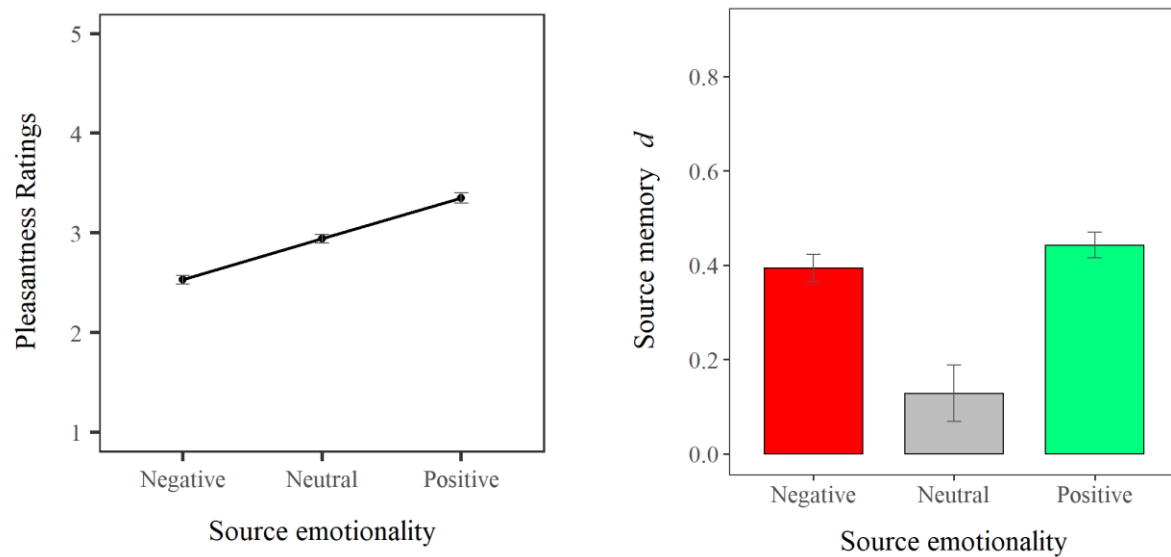 Pleasantness Ratings
5
4
3
2
1
Negative Neutral Positive
Source emotionality
Source memory d
0.8
0.6
0.4
0.2
0.0
Negative Neutral Positive
Source emotionality